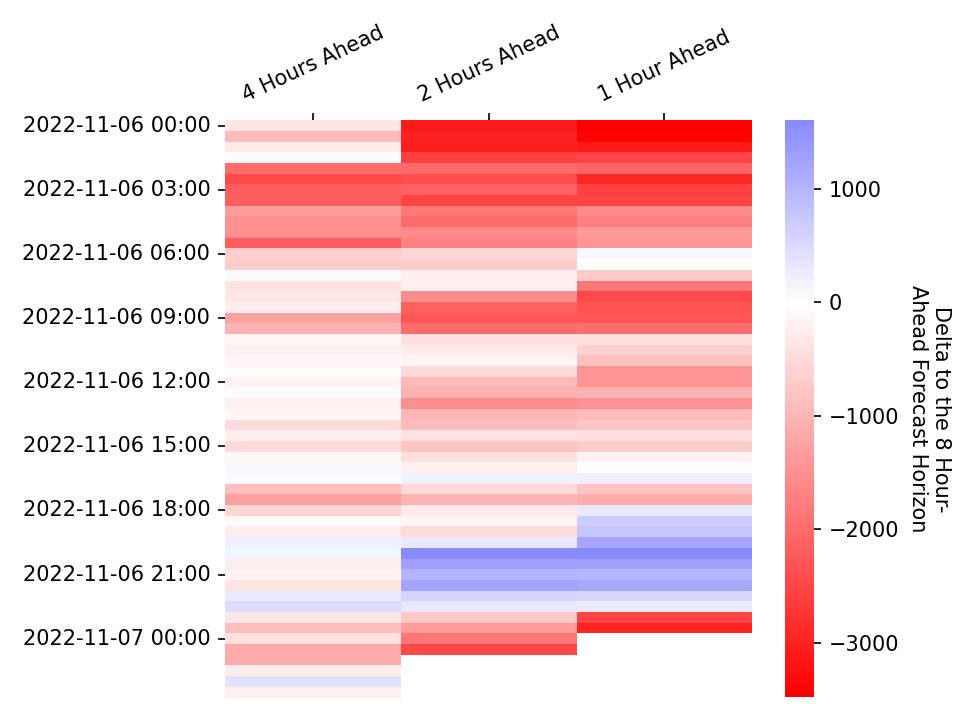 4 Hours Ahead
2 Hours Ahead
1 Hour Ahead
2022-11-06 00:00
2022-11-06 03:00
2022-11-06 06:00
2022-11-06 09:00
2022-11-06 12:00
2022-11-06 15:00
2022-11-06 18:00
2022-11-06 21:00
2022-11-07 00:00
1000
0
−1000
−2000
−3000
Delta to the 8 Hour-
Ahead Forecast Horizon